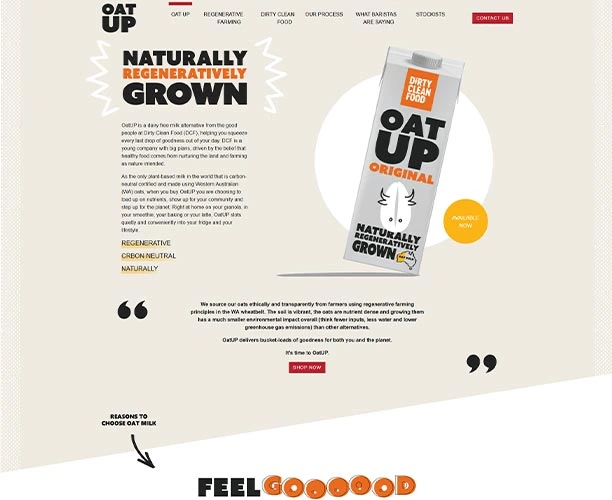 OAT
UP
OAT UP
REGENERATIVE
FARMING
DIRTY CLEAN
FOOD
OUR PROCESS
WHAT BARISTAS
ARE SAYING
STOCKISTS
CONTACT US
NATURALLY
REGENERATIVELY
GROWN
OatUP is a dairy free milk alternative from the good
people at Dirty Clean Food (DCF), helping you squeeze
every last drop of goodness out of your day. DCF is a
young company with big plans, driven by the belief that
healthy food comes from nurturing the land and farming
as nature intended.
As the only plant-based milk in the world that is carbon-
neutral certified and made using Western Australian
(WA) oats, when you buy OatUP you are choosing to
load up on nutrients, show up for your community and
step up for the planet. Right at home on your granola, in
your smoothie, your baking or your latte, OatUP slots
quietly and conveniently into your fridge and your
lifestyle.
REGENERATIVE
CRBON NEUTRAL
NATURALLY
DIRTY
CLEAN
FOOD
OAT
UP
ORIGINAL
NATURALLY
REGENERATIVELY
GROWN
OAT MILK
AVAILABLE
NOW
We source our oats ethically and transparently from farmers using regenerative farming
principles in the WA wheatbelt. The soil is vibrant, the oats are nutrient dense and growing them
has a much smaller environmental impact overall (think fewer inputs, less water and lower
greenhouse gas emissions) than other alternatives.
OatUP delivers bucket-loads of goodness for both you and the planet.
It's time to OatUP.
SHOP NOW
REASONS TO
CHOOSE OAT MILK
FEEL GOOOOOOD